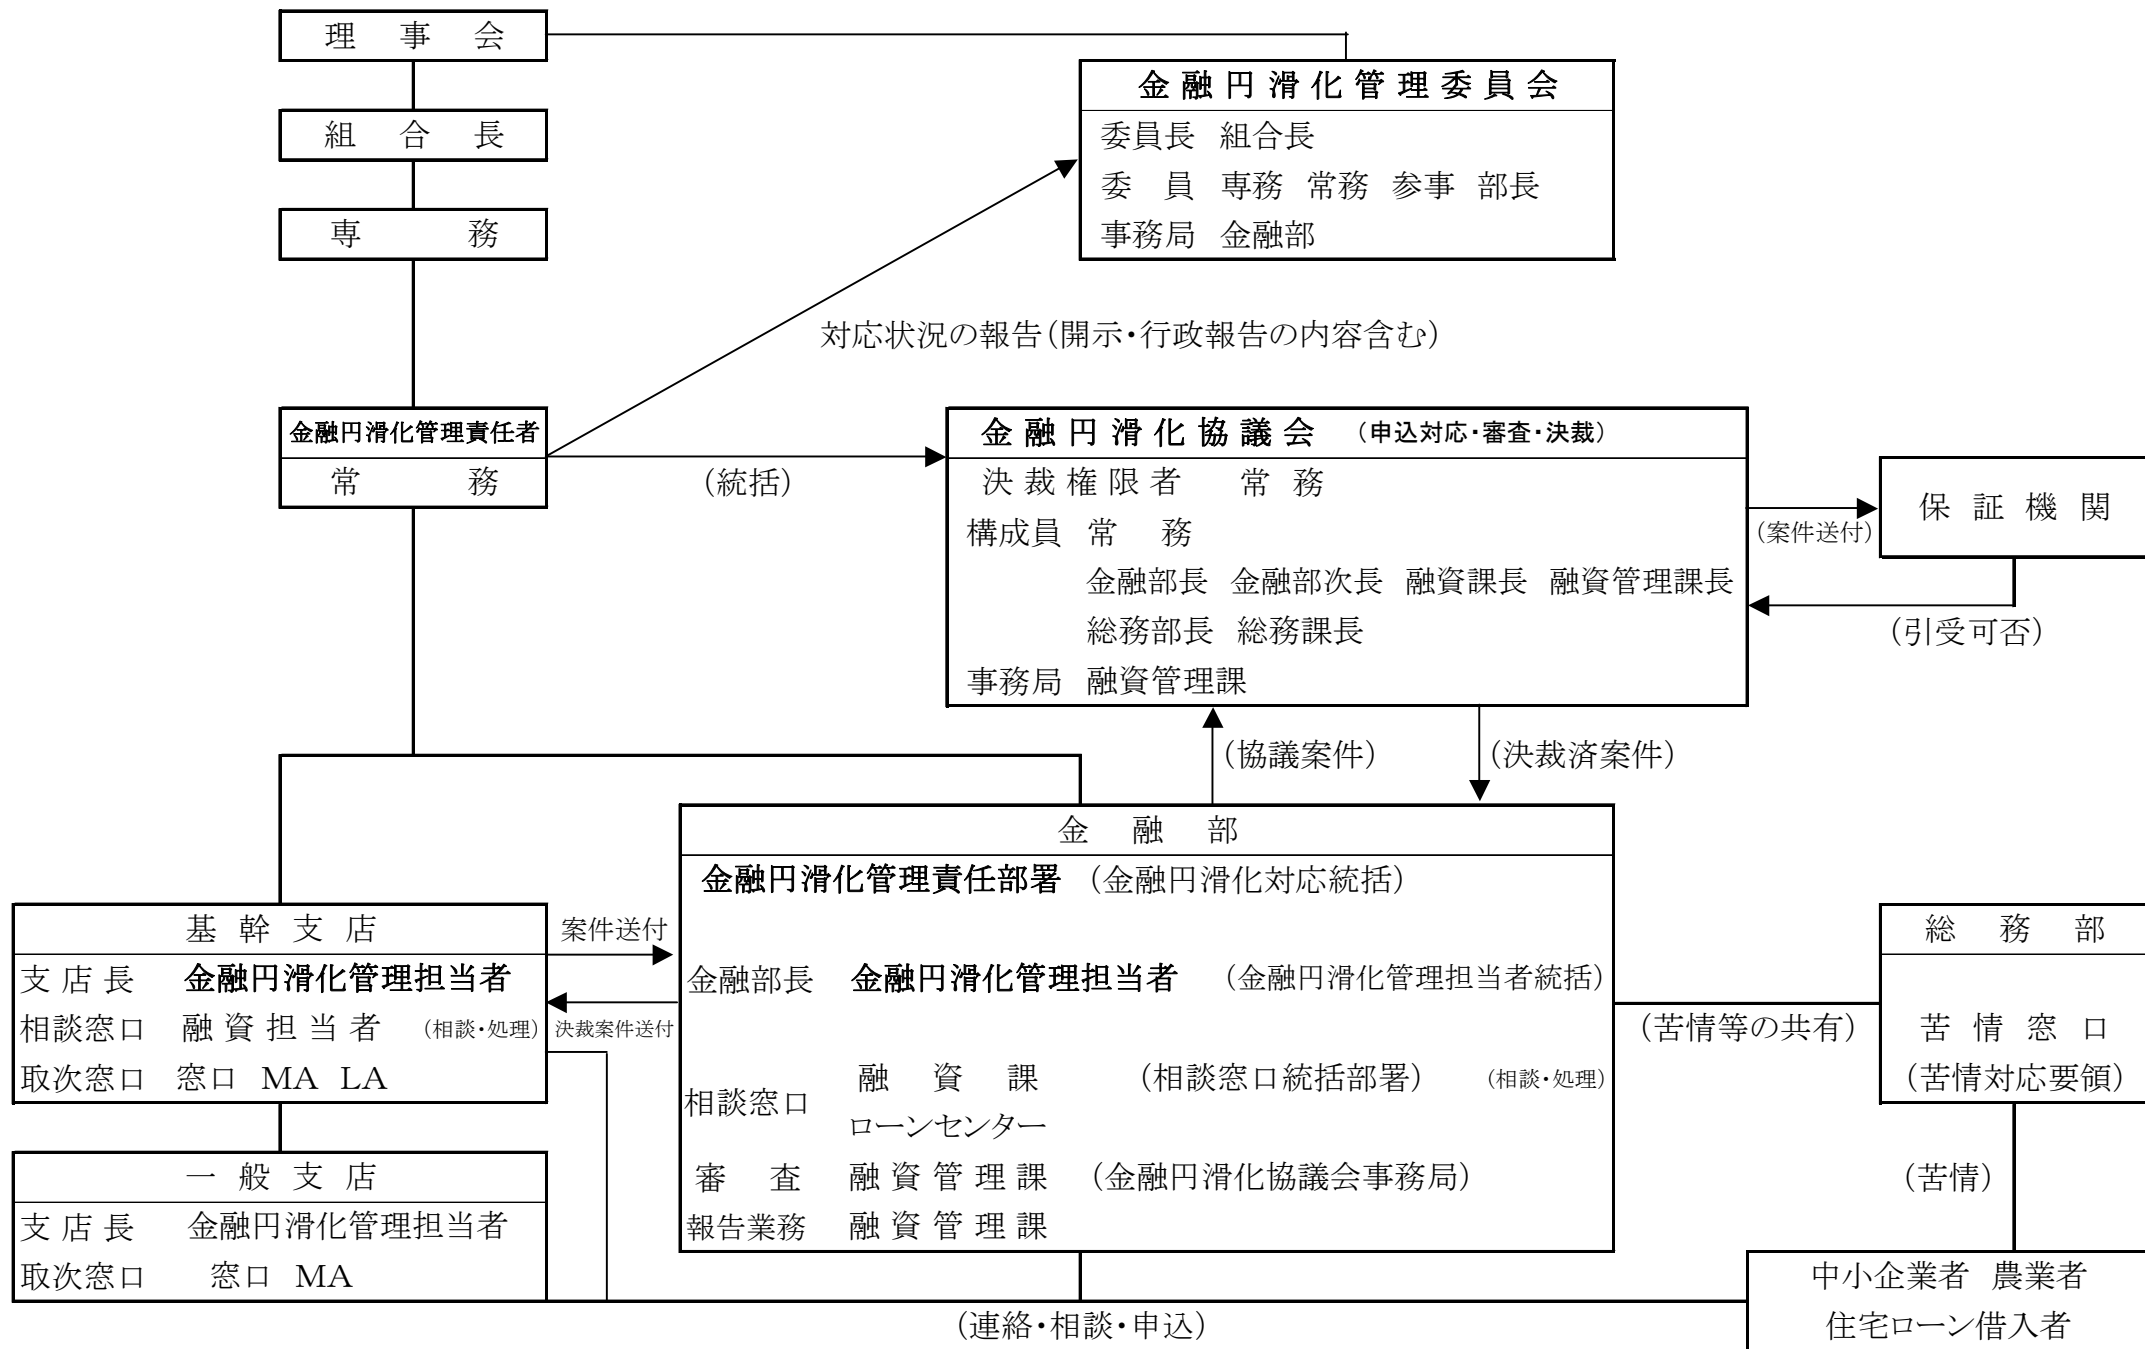 理事会
金融円滑化管理委員会
委員長 組合長
委員 専務 常務 参事 部長
事務局 金融部
組合長
専務
対応状況の報告(開示・行政報告の内容含む)
金融円滑化管理責任者
常務
(統括)
金融円滑化協議会 (申込対応・審査・決裁)
決裁権限者 常務
構成員 常務
金融部長 金融部次長 融資課長 融資管理課長
総務部長 総務課長
事務局 融資管理課
保証機関
(案件送付)
(引受可否)
(協議案件)
(決裁済案件)
金融部
金融円滑化管理責任部署 (金融円滑化対応統括)
金融部長 金融円滑化管理担当者 (金融円滑化管理担当者統括)
相談窓口 融資課 (相談窓口統括部署) (相談・処理)
ローンセンター
審査 融資管理課 (金融円滑化協議会事務局)
報告業務 融資管理課
基幹支店
支店長 金融円滑化管理担当者
相談窓口 融資担当者 (相談・処理)
取次窓口 窓口 MA LA
案件送付
決裁案件送付
一般支店
支店長 金融円滑化管理担当者
取次窓口 窓口 MA
(苦情等の共有)
総務部
苦情窓口
(苦情対応要領)
(苦情)
中小企業者 農業者
住宅ローン借入者
(連絡・相談・申込)